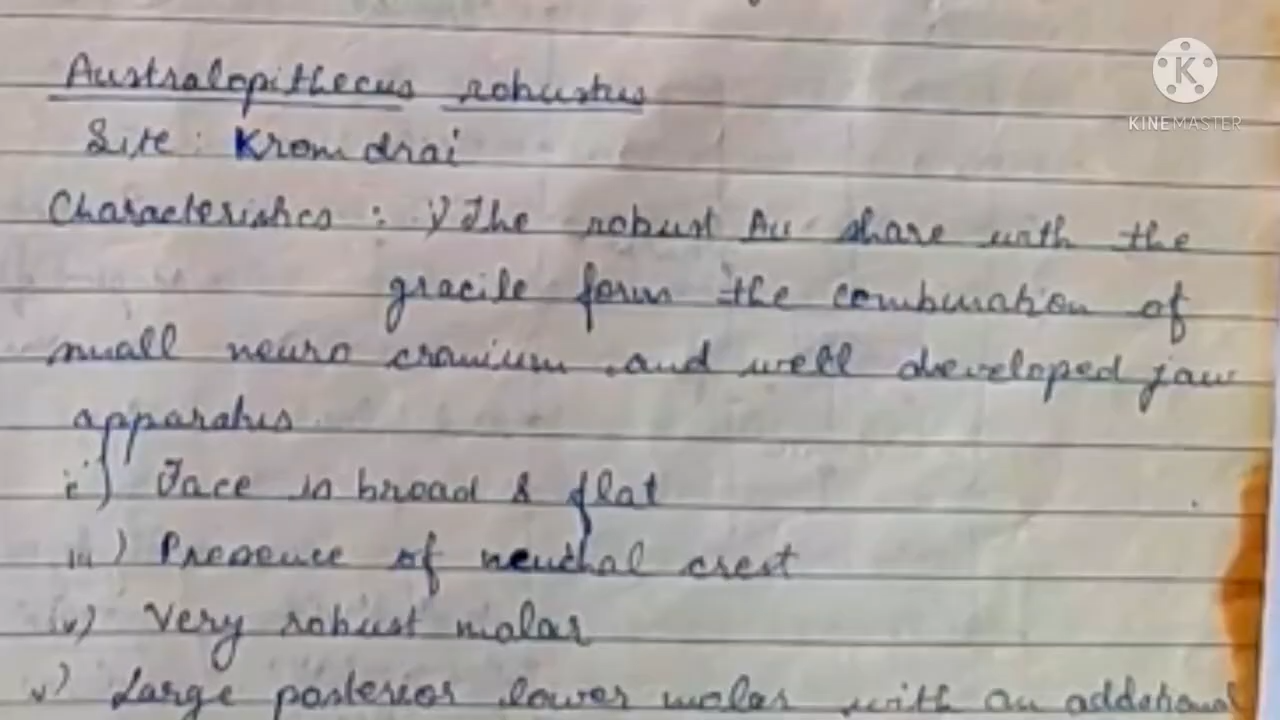 Australopithecus robustus
Site : Kromdrai
KINEMASTER
Characteristics : i) The robust Au share with the
gracile form the combination of
small neuro cranium and well developed jaw
apparatus
ii) Face is broad & flat
iii) Presence of neuchal crest
iv) Very robust molar
v) Large posterior lower molar with an additional